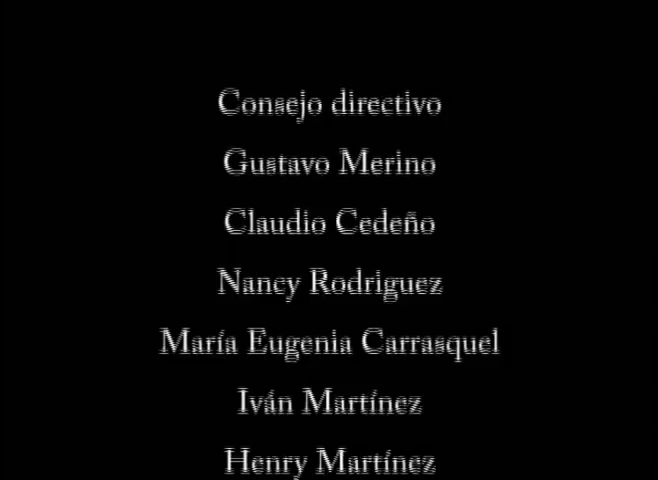 Consejo directivo
Gustavo Merino
Claudio Cedeño
Nancy Rodriguez
María Eugenia Carrasquel
Iván Martínez
Henry Martínez